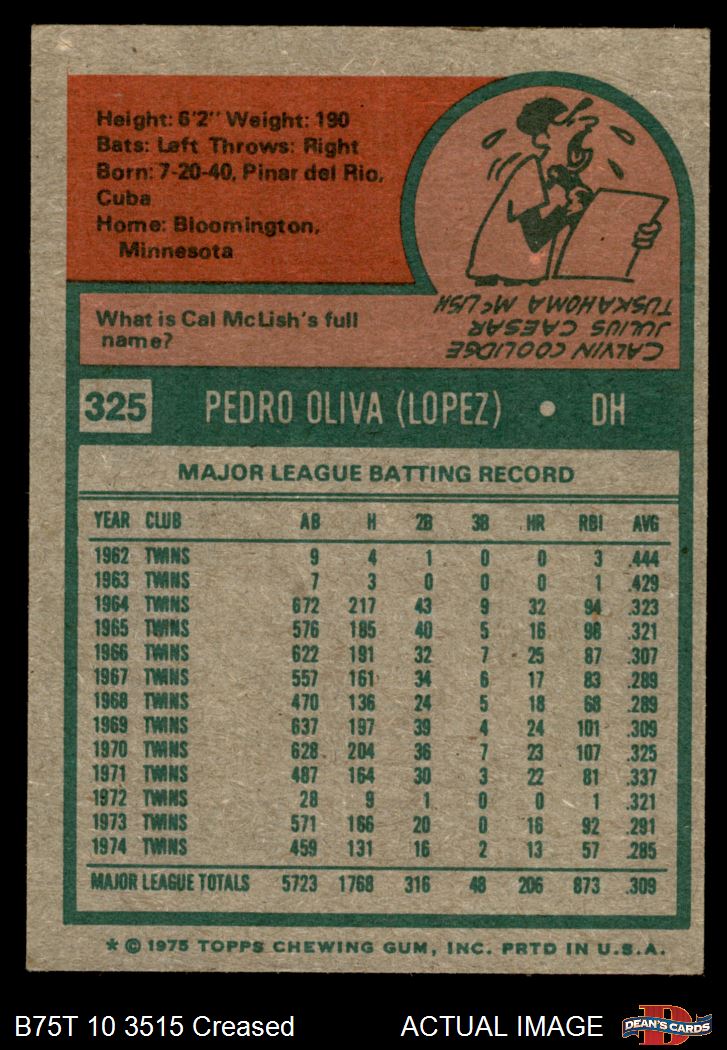 Height: 6'2" Weight: 190
Bats: Left Throws: Right
Born: 7-20-40, Pinar del Rio,
Cuba
Home: Bloomington,
Minnesota
What is Cal McLish's full
name?
CALVIN COOLIDGE
JULIUS CAESAR
TUSKAHOMA McLISH
325 PEDRO OLIVA (LOPEZ) • DH
MAJOR LEAGUE BATTING RECORD
YEAR CLUB AB H 2B 3B HR RBI AVG
1962 TWINS 9 4 1 0 0 3 .444
1963 TWINS 7 3 0 0 0 1 .429
1964 TWINS 672 217 43 9 32 94 .323
1965 TWINS 576 185 40 5 16 98 .321
1966 TWINS 622 191 32 7 25 87 .307
1967 TWINS 557 161 34 6 17 83 .289
1968 TWINS 470 136 24 5 18 68 .289
1969 TWINS 637 197 39 4 24 101 .309
1970 TWINS 628 204 36 7 23 107 .325
1971 TWINS 487 164 30 3 22 81 .337
1972 TWINS 28 9 1 0 0 1 .321
1973 TWINS 571 166 20 0 16 92 .291
1974 TWINS 459 131 16 2 13 57 .285
MAJOR LEAGUE TOTALS 5723 1768 316 48 206 873 .309
* © 1975 TOPPS CHEWING GUM, INC. PRTD IN U.S.A.
B75T 10 3515 Creased ACTUAL IMAGE
D
DEAN'S CARDS